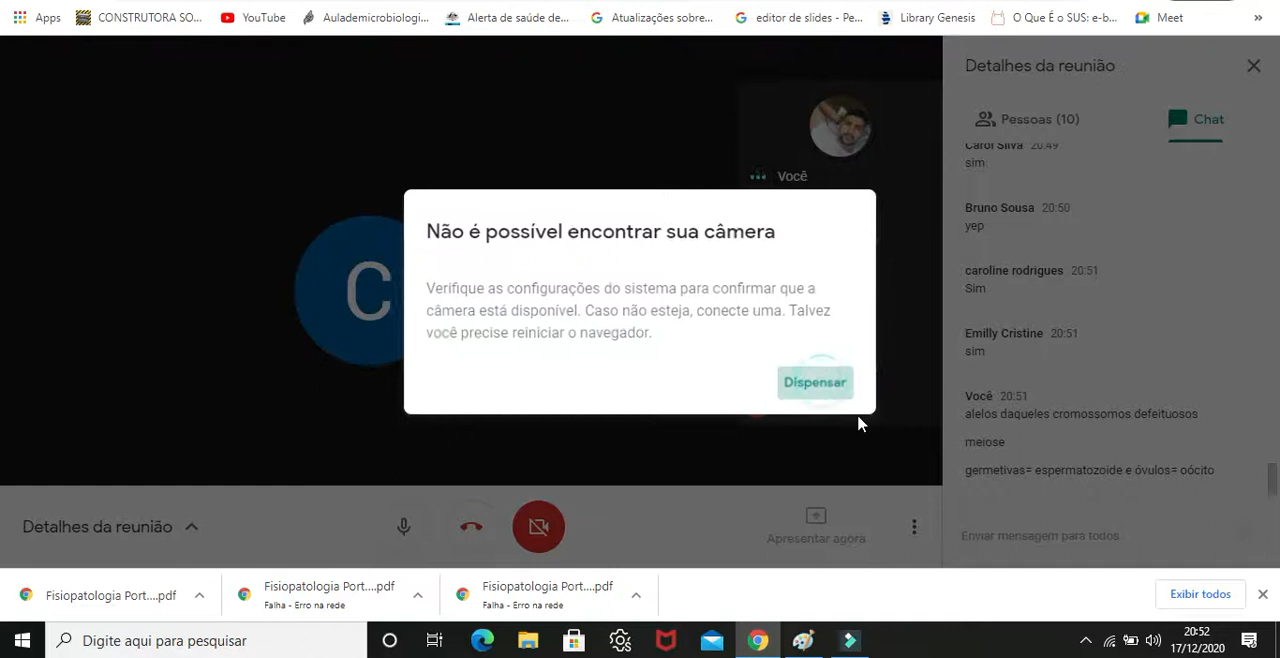 Apps CONSTRUTORA SO... YouTube Aulademicrobiologi... Alerta de saúde de... Atualizações sobre... editor de slides - Pe... Library Genesis O Que É o SUS: e-b... Meet »
Detalhes da reunião
Pessoas (10) Chat
Carol Silva 20:49
sim
Bruno Sousa 20:50
yep
caroline rodrigues 20:51
Sim
Emilly Cristine 20:51
sim
Você 20:51
alelos daqueles cromossomos defeituosos
meiose
germetivas= espermatozoide e óvulos= oócito
Enviar mensagem para todos
Você
C
Não é possível encontrar sua câmera
Verifique as configurações do sistema para confirmar que a
câmera está disponível. Caso não esteja, conecte uma. Talvez
você precise reiniciar o navegador.
Dispensar
Detalhes da reunião
Apresentar agora
Fisiopatologia Port....pdf
Fisiopatologia Port....pdf
Falha - Erro na rede
Fisiopatologia Port....pdf
Falha - Erro na rede
Exibir todos
Digite aqui para pesquisar
20:52
17/12/2020